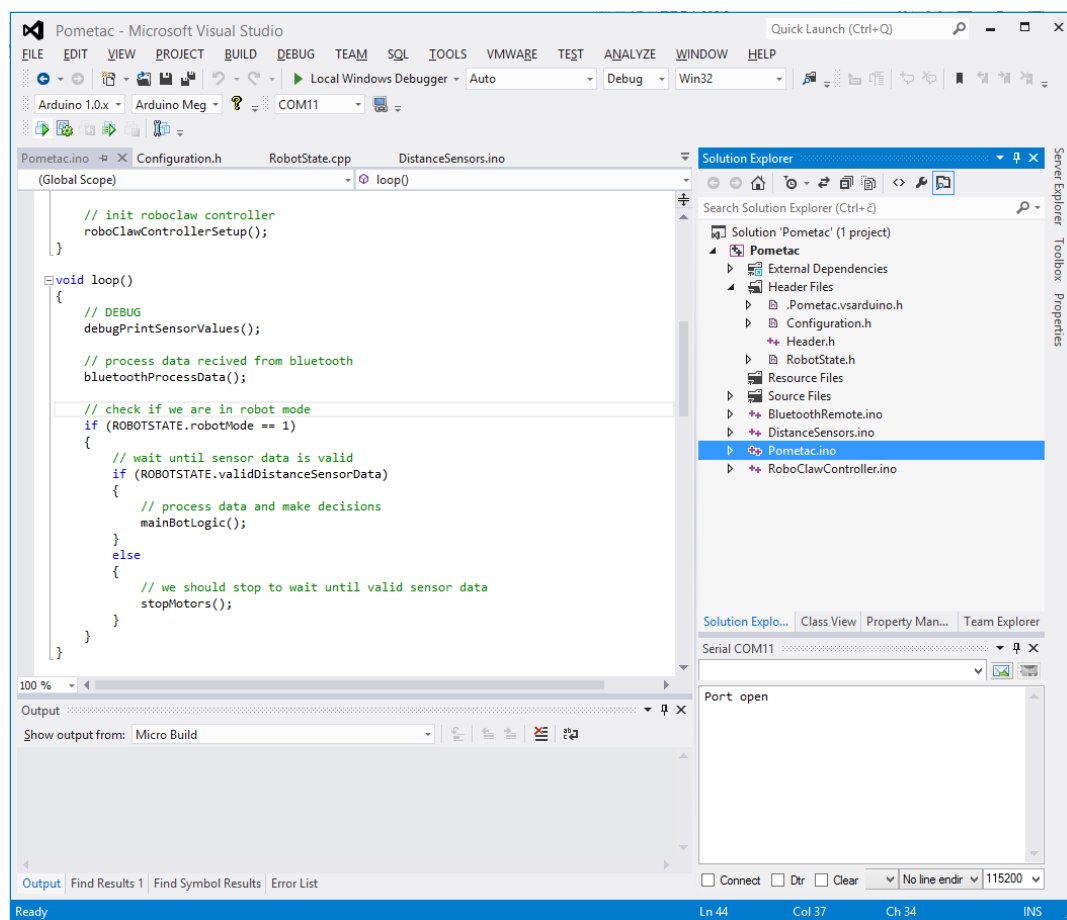 Pometac - Microsoft Visual Studio
Quick Launch (Ctrl+Q)
FILE EDIT VIEW PROJECT BUILD DEBUG TEAM SQL TOOLS VMWARE TEST ANALYZE WINDOW HELP
Local Windows Debugger Auto Debug Win32
Arduino 1.0.x Arduino Meg COM11
Pometac.ino Configuration.h RobotState.cpp DistanceSensors.ino
(Global Scope) loop()
// init roboclaw controller
roboClawControllerSetup();
}
void loop()
{
// DEBUG
debugPrintSensorValues();
// process data recived from bluetooth
bluetoothProcessData();
// check if we are in robot mode
if (ROBOTSTATE.robotMode == 1)
{
// wait until sensor data is valid
if (ROBOTSTATE.validDistanceSensorData)
{
// process data and make decisions
mainBotLogic();
}
else
{
// we should stop to wait until valid sensor data
stopMotors();
}
}
}
100 %
Output
Show output from: Micro Build
Output Find Results 1 Find Symbol Results Error List
Solution Explorer
Search Solution Explorer (Ctrl+č)
Solution 'Pometac' (1 project)
Pometac
External Dependencies
Header Files
.Pometac.vsarduino.h
Configuration.h
Header.h
RobotState.h
Resource Files
Source Files
BluetoothRemote.ino
DistanceSensors.ino
Pometac.ino
RoboClawController.ino
Solution Explo... Class View Property Man... Team Explorer
Serial COM11
Port open
Connect Dtr Clear No line endir 115200
Server Explorer
Toolbox
Properties
Ready Ln 44 Col 37 Ch 34 INS